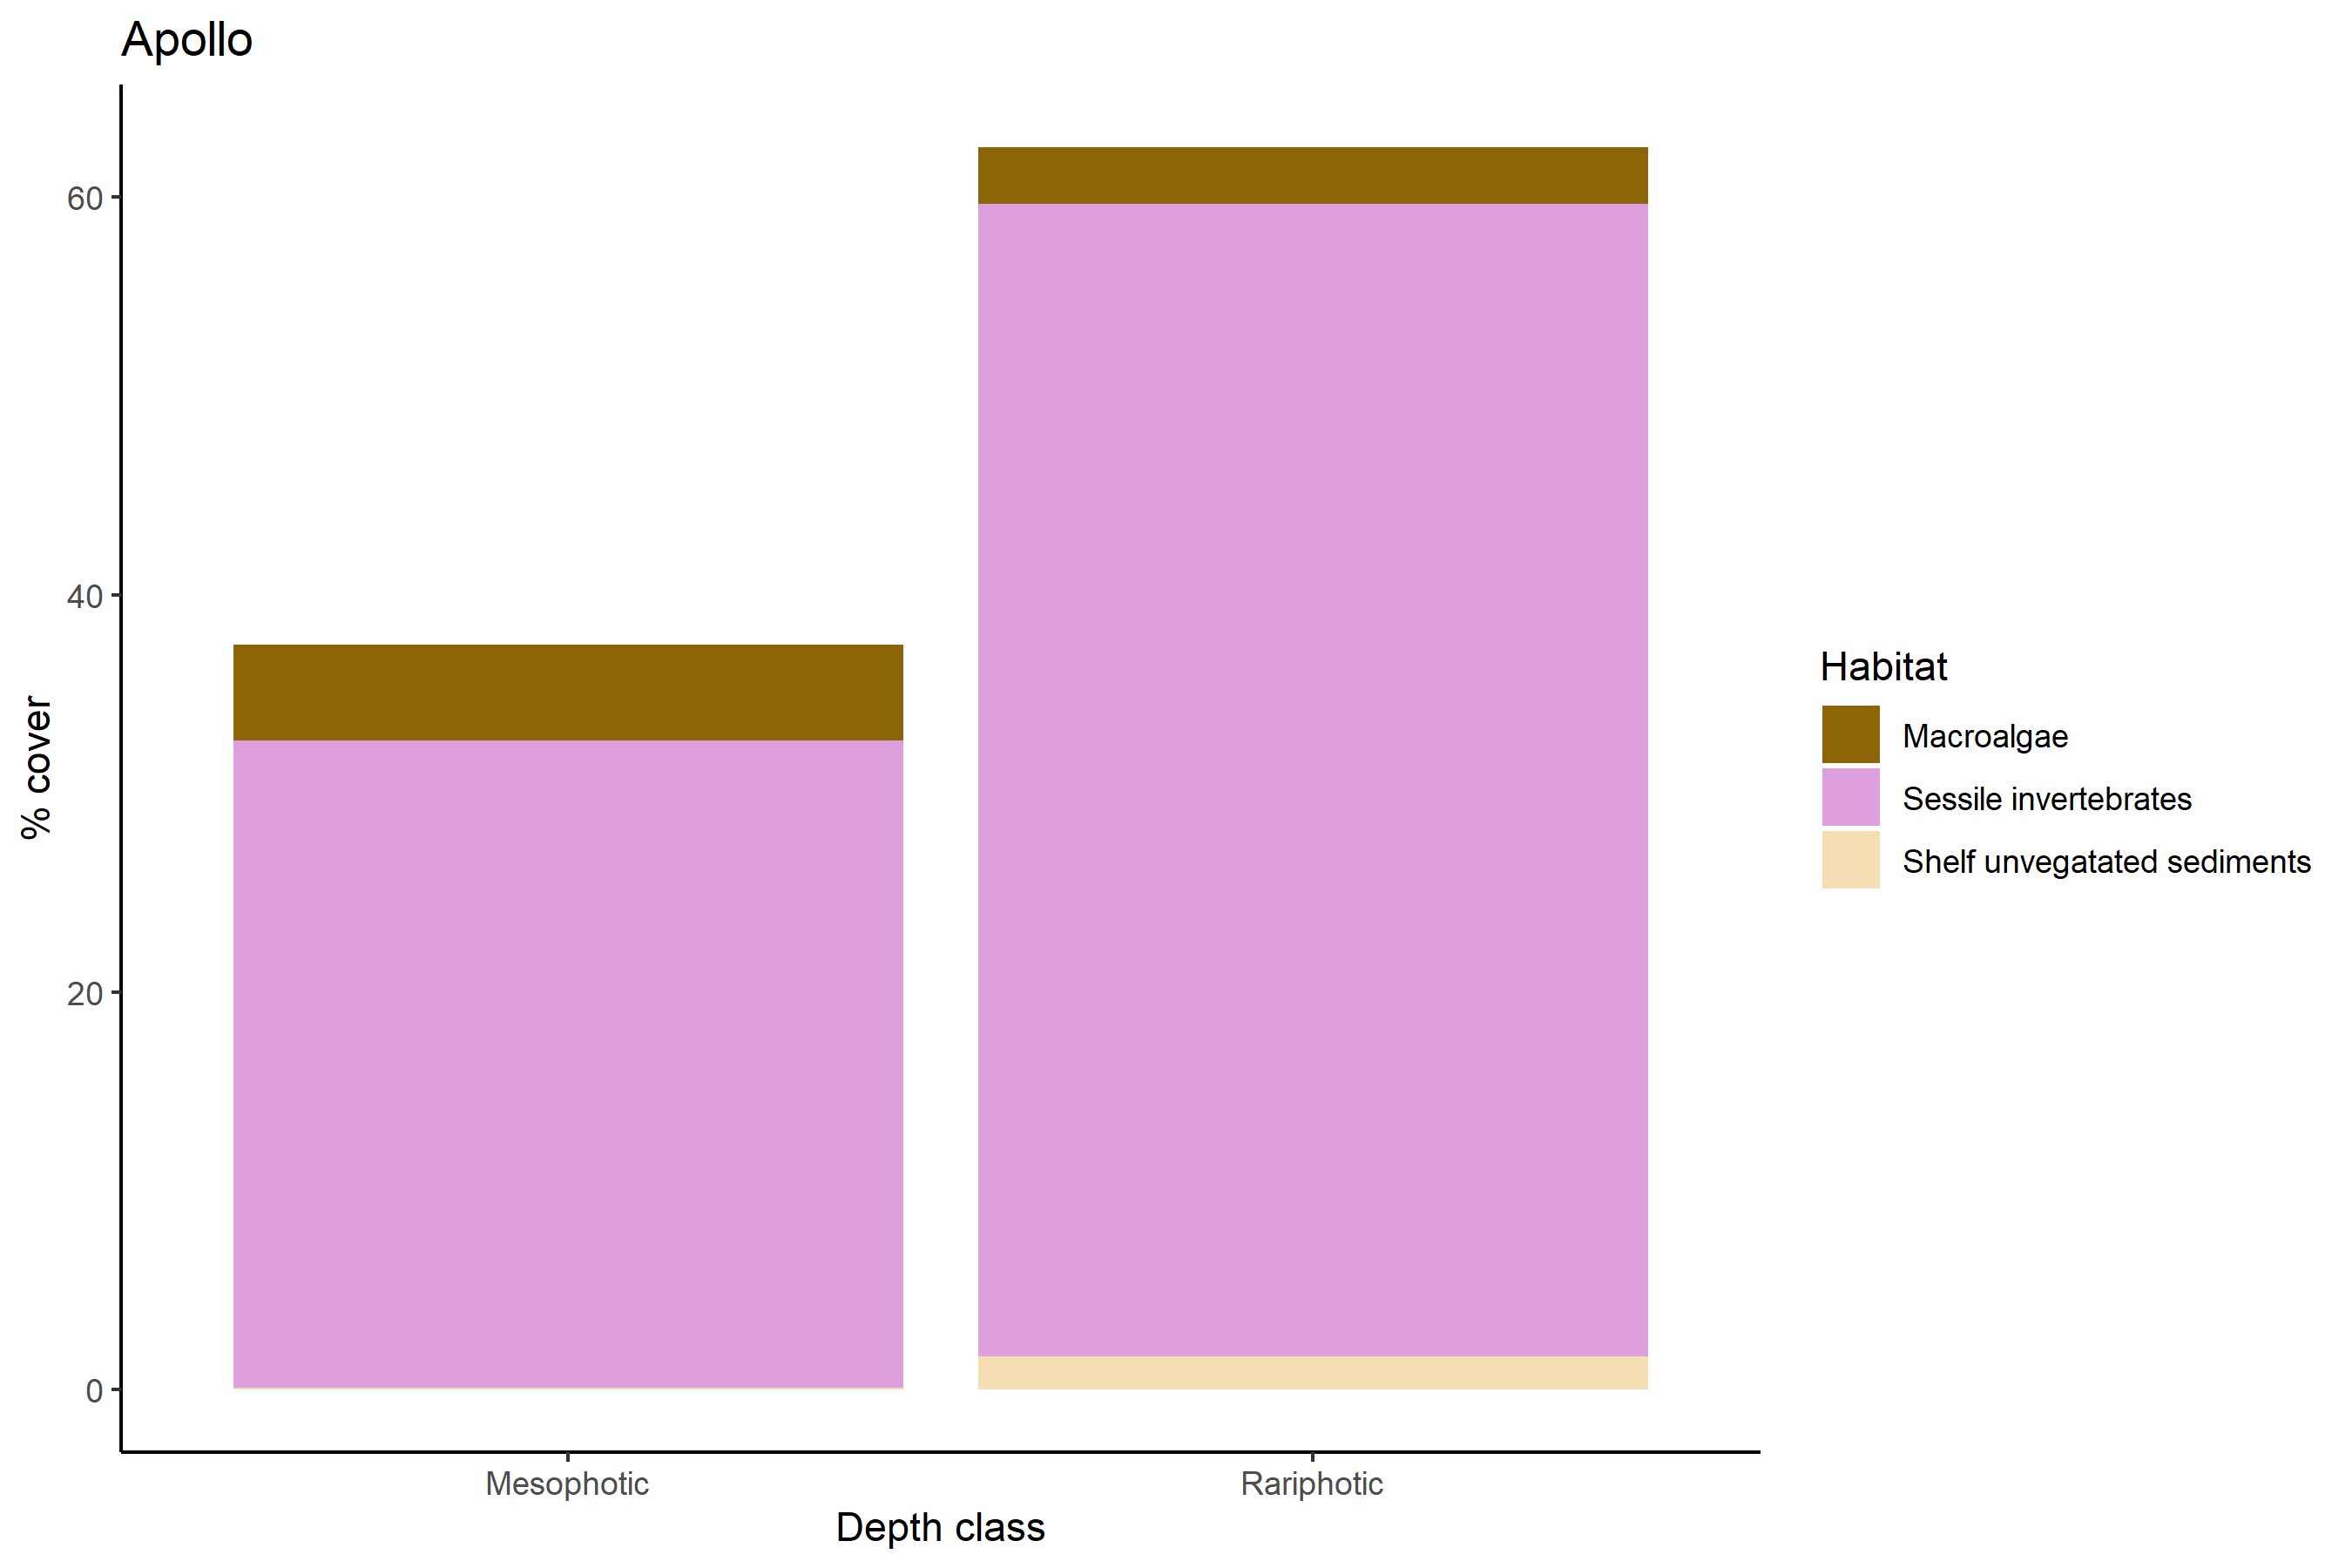 Apollo
60
40
20
0
% cover
Mesophotic
Rariphotic
Depth class
Habitat
Macroalgae
Sessile invertebrates
Shelf unvegatated sediments